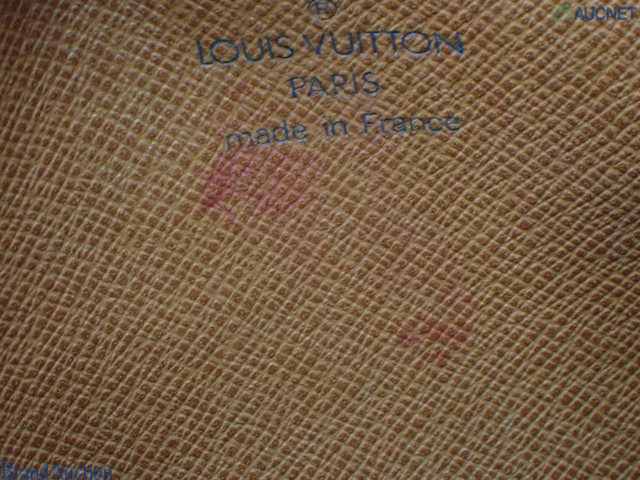 ®
AUCNET
LOUIS VUITTON
PARIS
made in France
Brand Auction